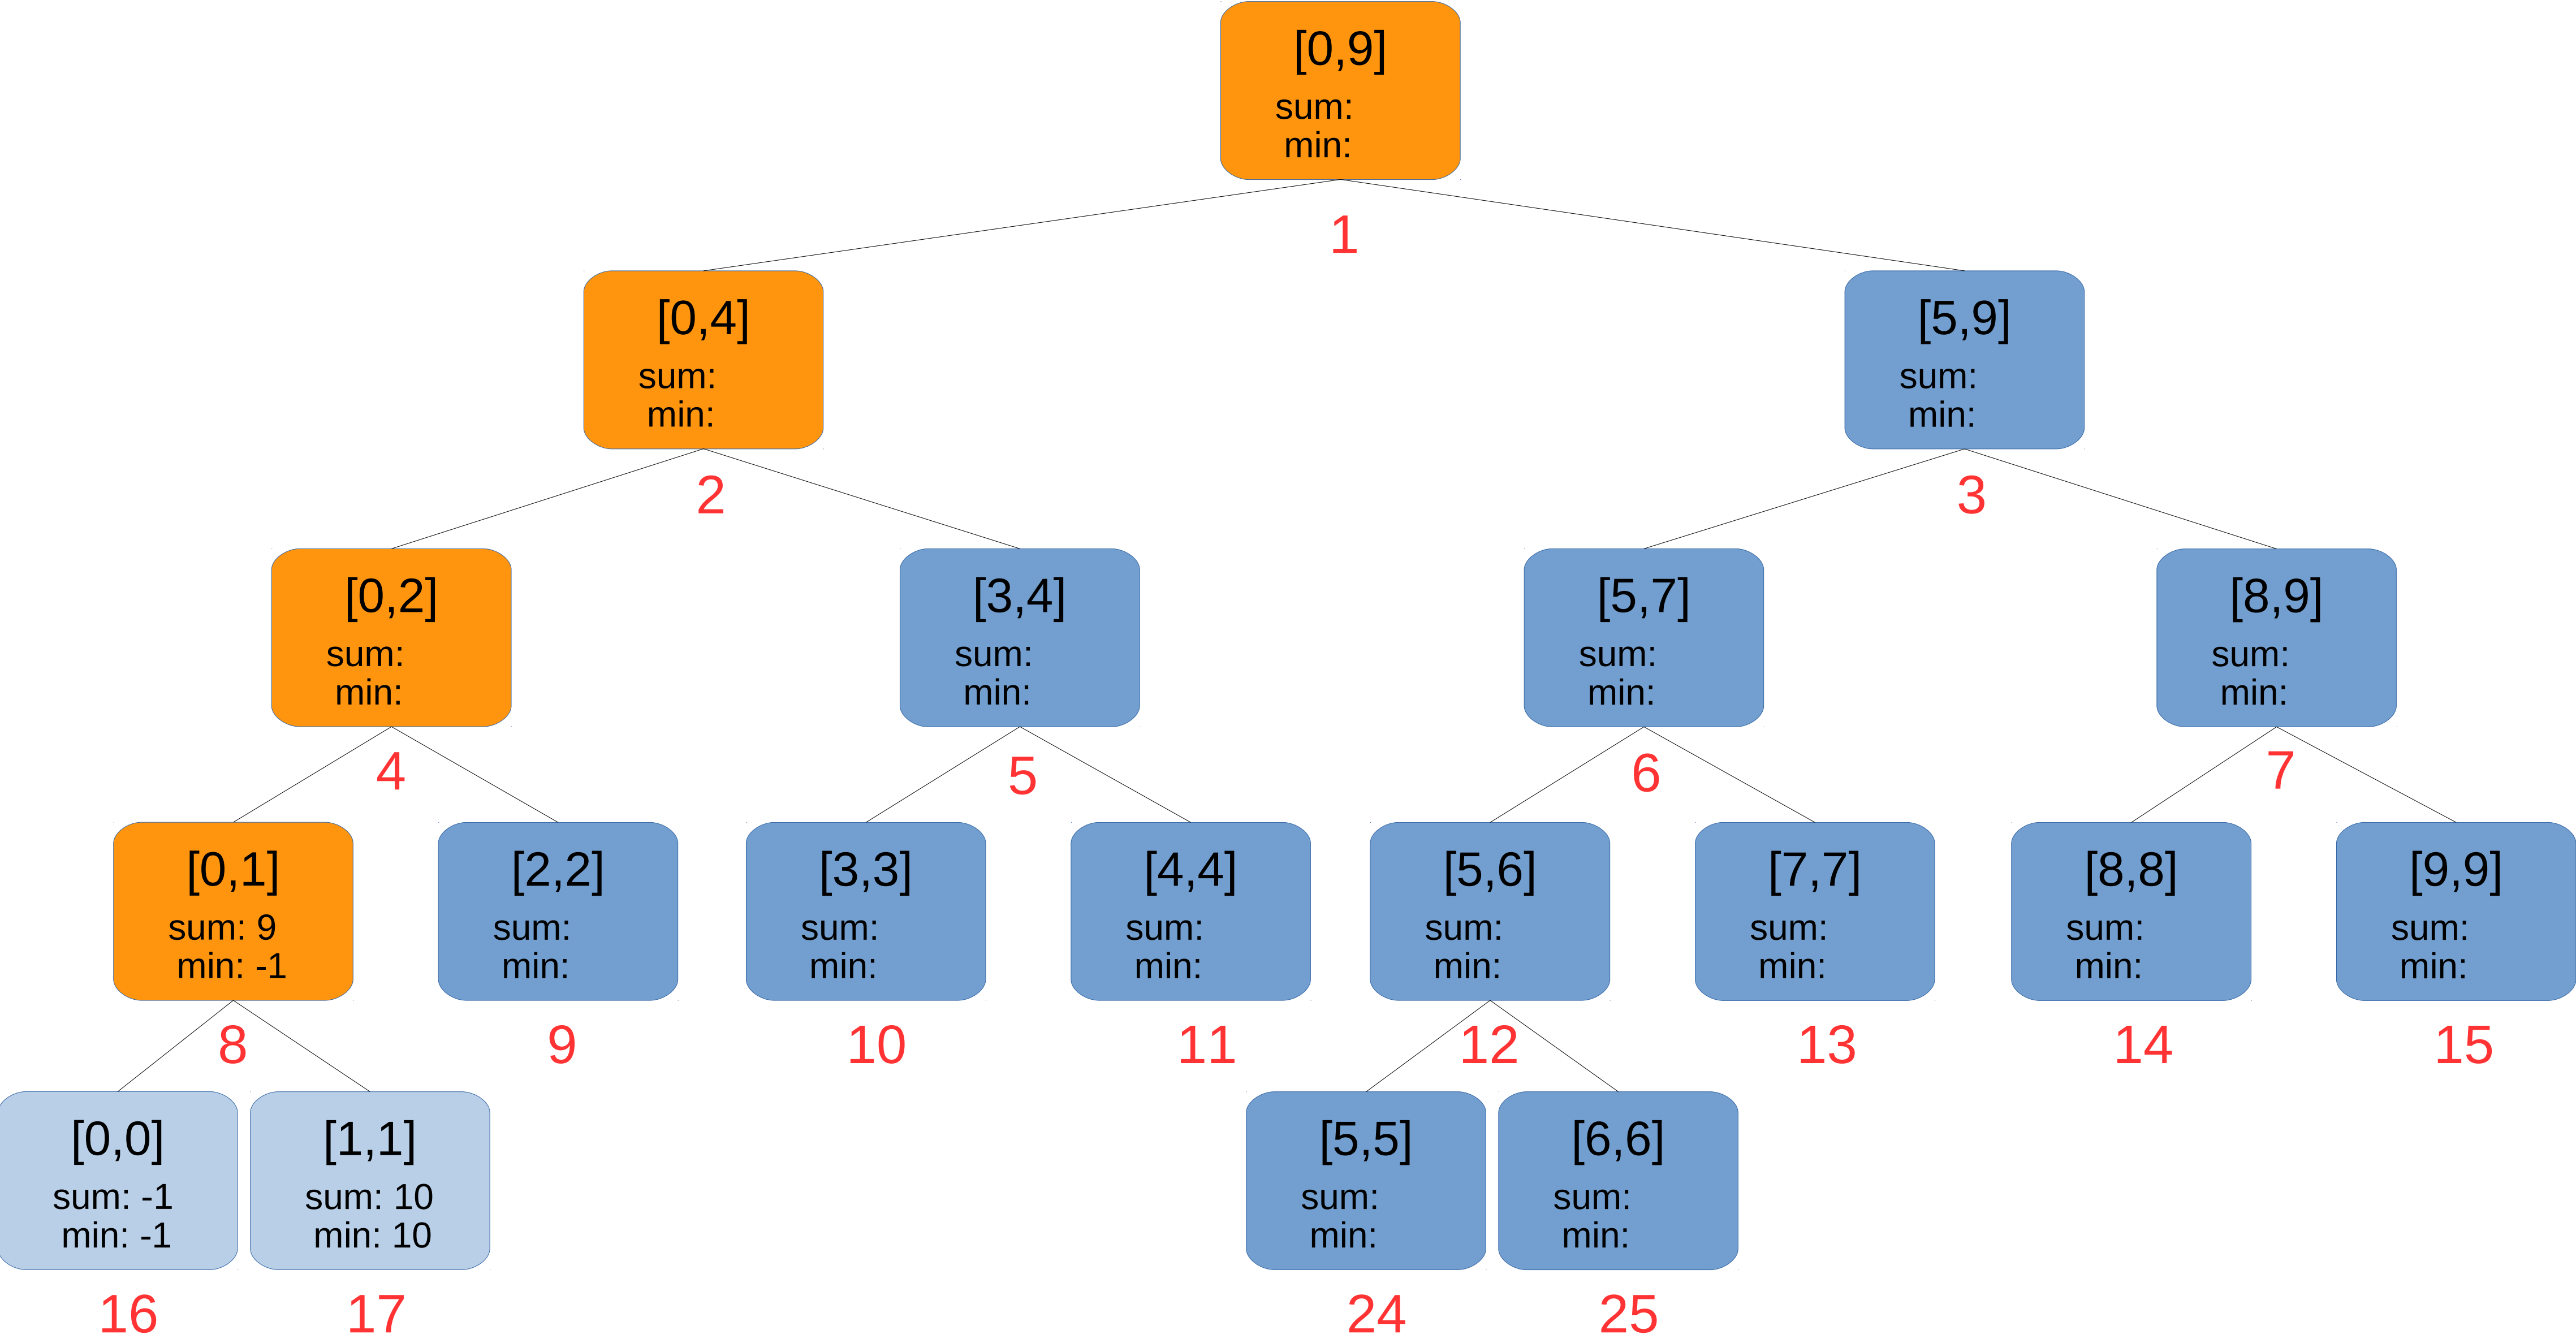 [0,9]
sum:
min:
1
[0,4]
sum:
min:
2
[5,9]
sum:
min:
3
[0,2]
sum:
min:
4
[3,4]
sum:
min:
5
[5,7]
sum:
min:
6
[8,9]
sum:
min:
7
[0,1]
sum: 9
min: -1
8
[2,2]
sum:
min:
9
[3,3]
sum:
min:
10
[4,4]
sum:
min:
11
[5,6]
sum:
min:
12
[7,7]
sum:
min:
13
[8,8]
sum:
min:
14
[9,9]
sum:
min:
15
[0,0]
sum: -1
min: -1
16
[1,1]
sum: 10
min: 10
17
[5,5]
sum:
min:
24
[6,6]
sum:
min:
25